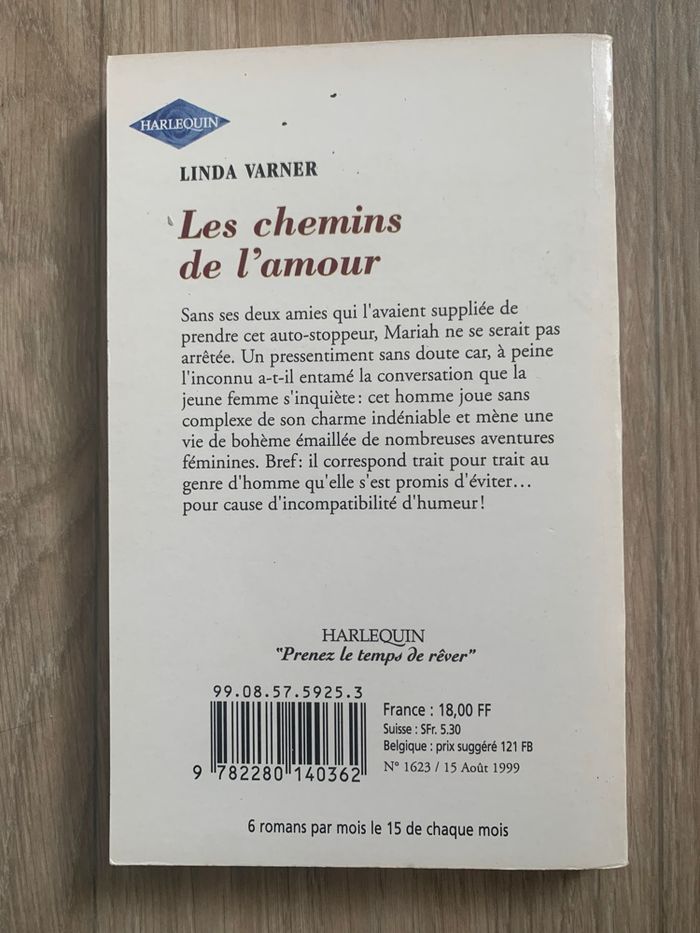 HARLEQUIN
LINDA VARNER
Les chemins
de l'amour
Sans ses deux amies qui l'avaient suppliée de
prendre cet auto-stoppeur, Mariah ne se serait pas
arrêtée. Un pressentiment sans doute car, à peine
l'inconnu a-t-il entamé la conversation que la
jeune femme s'inquiète : cet homme joue sans
complexe de son charme indéniable et mène une
vie de bohème émaillée de nombreuses aventures
féminines. Bref : il correspond trait pour trait au
genre d'homme qu'elle s'est promis d'éviter...
pour cause d'incompatibilité d'humeur !
HARLEQUIN
"Prenez le temps de rêver"
99.08.57.5925.3
9 782280 140362
France : 18,00 FF
Suisse : SFr. 5.30
Belgique : prix suggéré 121 FB
N° 1623 / 15 Août 1999
6 romans par mois le 15 de chaque mois